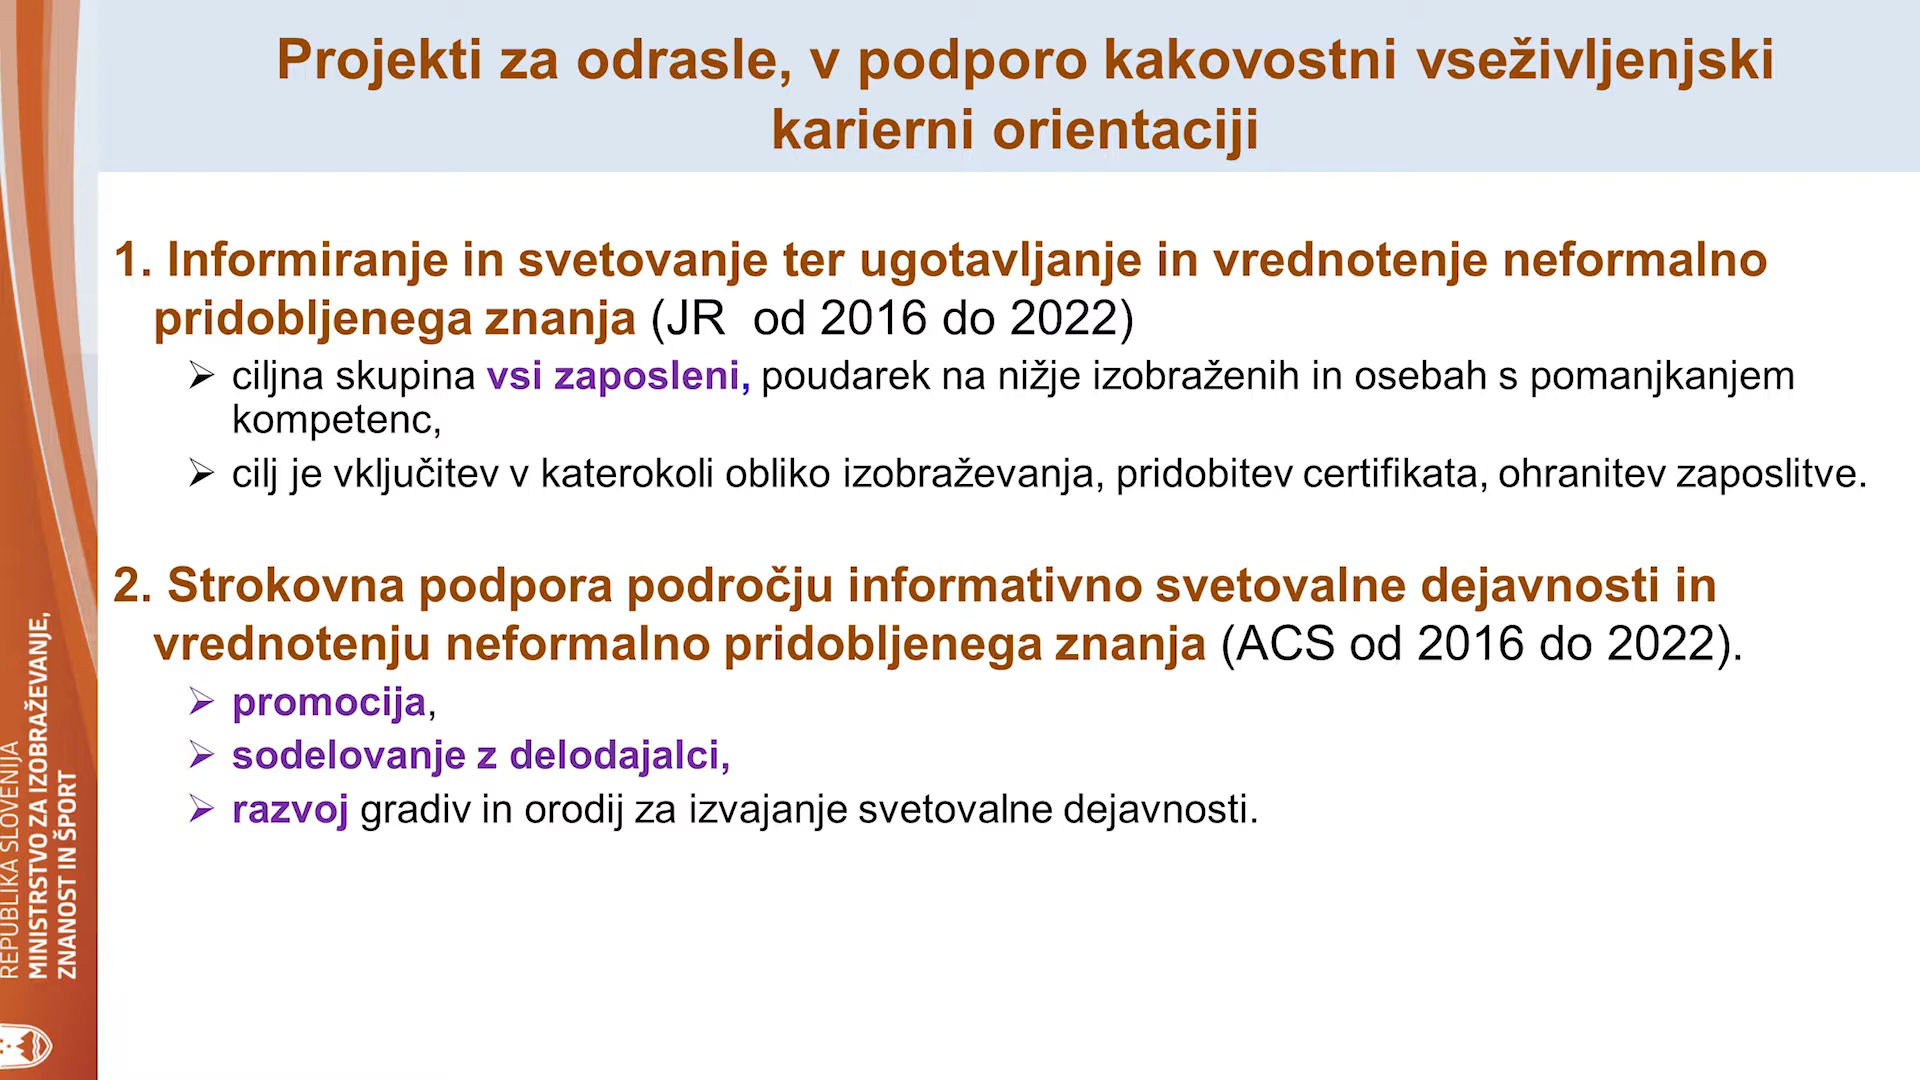 Projekti za odrasle, v podporo kakovostni vseživljenjski
karierni orientaciji
1. Informiranje in svetovanje ter ugotavljanje in vrednotenje neformalno
pridobljenega znanja (JR od 2016 do 2022)
➢ ciljna skupina vsi zaposleni, poudarek na nižje izobraženih in osebah s pomanjkanjem
kompetenc,
➢ cilj je vključitev v katerokoli obliko izobraževanja, pridobitev certifikata, ohranitev zaposlitve.
2. Strokovna podpora področju informativno svetovalne dejavnosti in
vrednotenju neformalno pridobljenega znanja (ACS od 2016 do 2022).
➢ promocija,
➢ sodelovanje z delodajalci,
➢ razvoj gradiv in orodij za izvajanje svetovalne dejavnosti.
REPUBLIKA SLOVENIJA
MINISTRSTVO ZA IZOBRAŽEVANJE,
ZNANOST IN ŠPORT